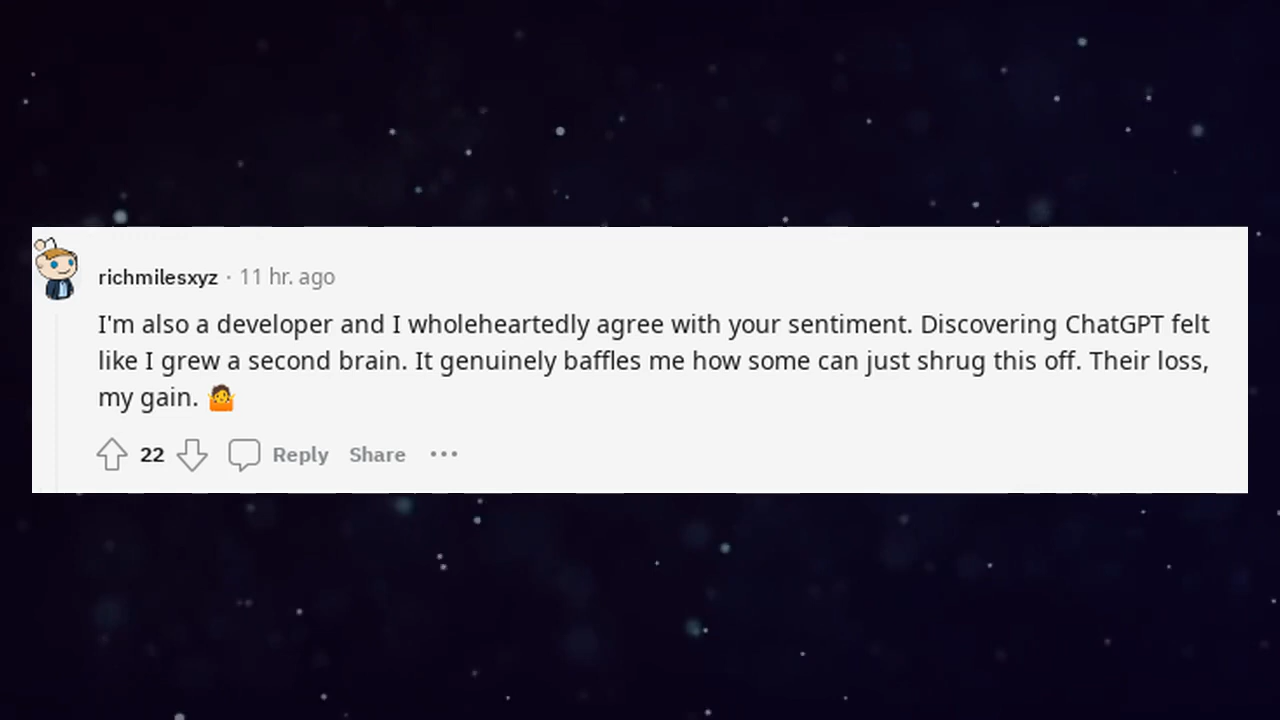 richmilesxyz · 11 hr. ago
I'm also a developer and I wholeheartedly agree with your sentiment. Discovering ChatGPT felt
like I grew a second brain. It genuinely baffles me how some can just shrug this off. Their loss,
my gain. 🤷
22 Reply Share ···